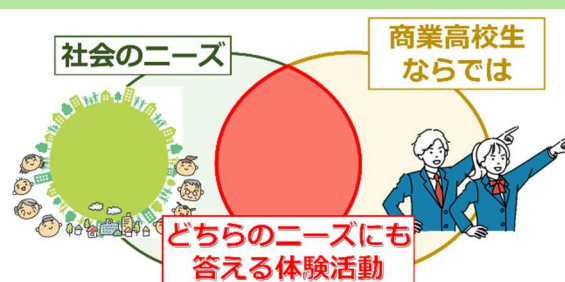 社会のニーズ
商業高校生
ならでは
どちらのニーズにも
答える体験活動